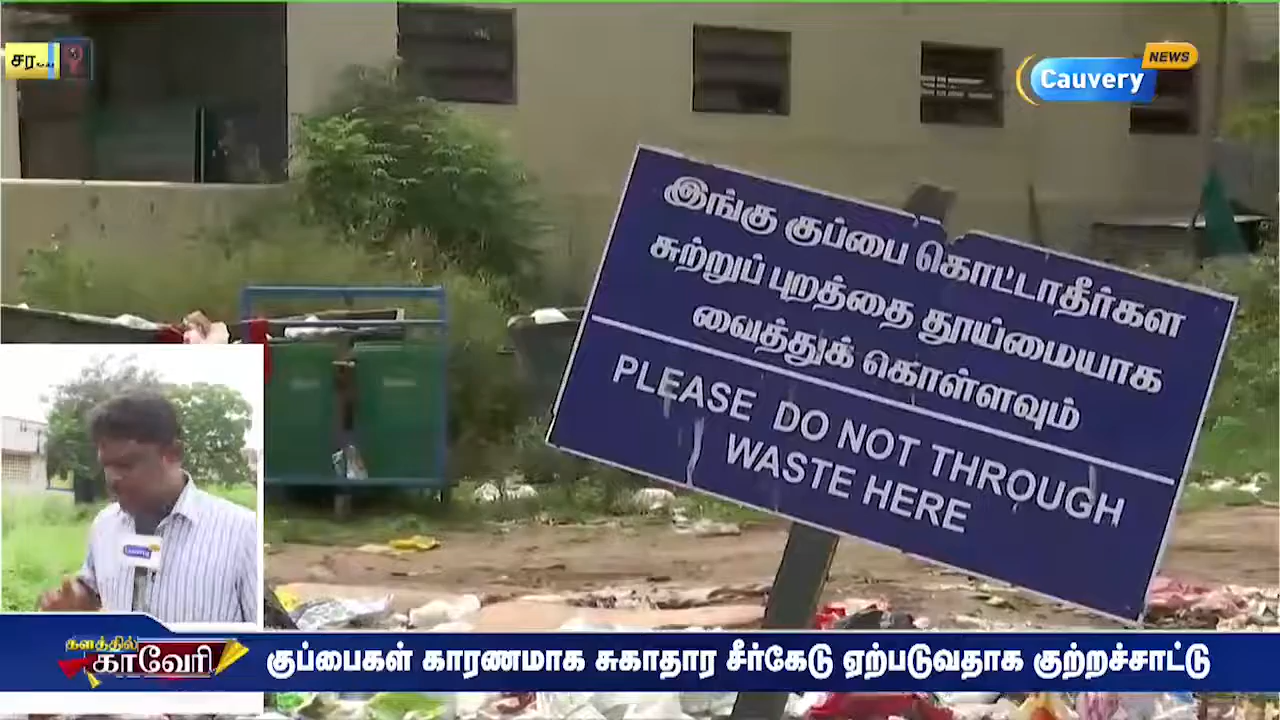 Cauvery NEWS
இங்கு குப்பை கொட்டாதீர்கள
சுற்றுப் புறத்தை தூய்மையாக
வைத்துக் கொள்ளவும்
PLEASE DO NOT THROUGH
WASTE HERE
Cauvery
களத்தில்
காவேரி
குப்பைகள் காரணமாக சுகாதார சீர்கேடு ஏற்படுவதாக குற்றச்சாட்டு